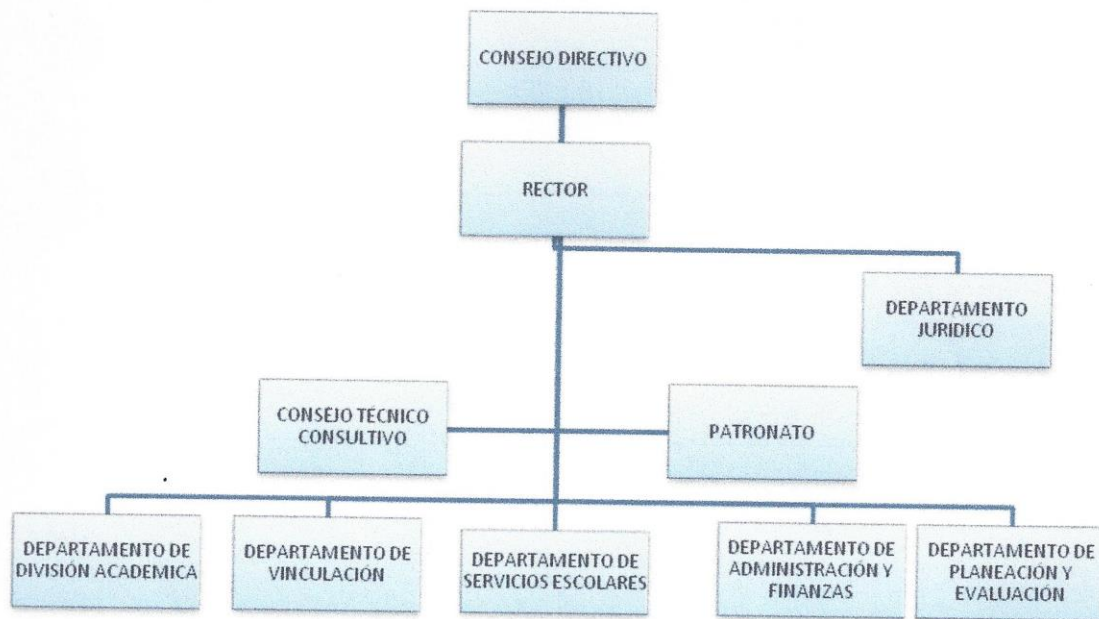 CONSEJO DIRECTIVO
RECTOR
DEPARTAMENTO
JURIDICO
CONSEJO TÉCNICO
CONSULTIVO
PATRONATO
DEPARTAMENTO DE
DIVISIÓN ACADEMICA
DEPARTAMENTO DE
VINCULACIÓN
DEPARTAMENTO DE
SERVICIOS ESCOLARES
DEPARTAMENTO DE
ADMINISTRACIÓN Y
FINANZAS
DEPARTAMENTO DE
PLANEACIÓN Y
EVALUACIÓN